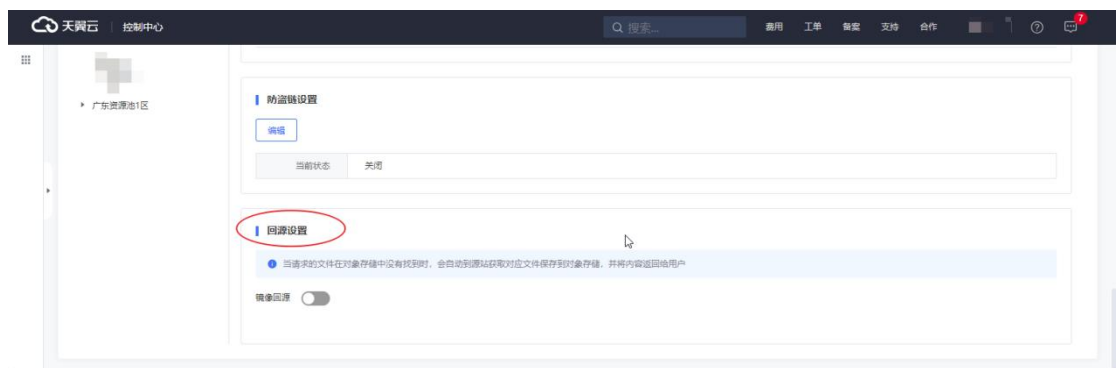 天翼云 控制中心 搜索... 费用 工单 备案 支持 合作 7
广东资源池1区
防盗链设置
编辑
当前状态 关闭
回源设置
当请求的文件在对象存储中没有找到时,会自动到源站获取对应文件保存到对象存储,并将内容返回给用户
镜像回源